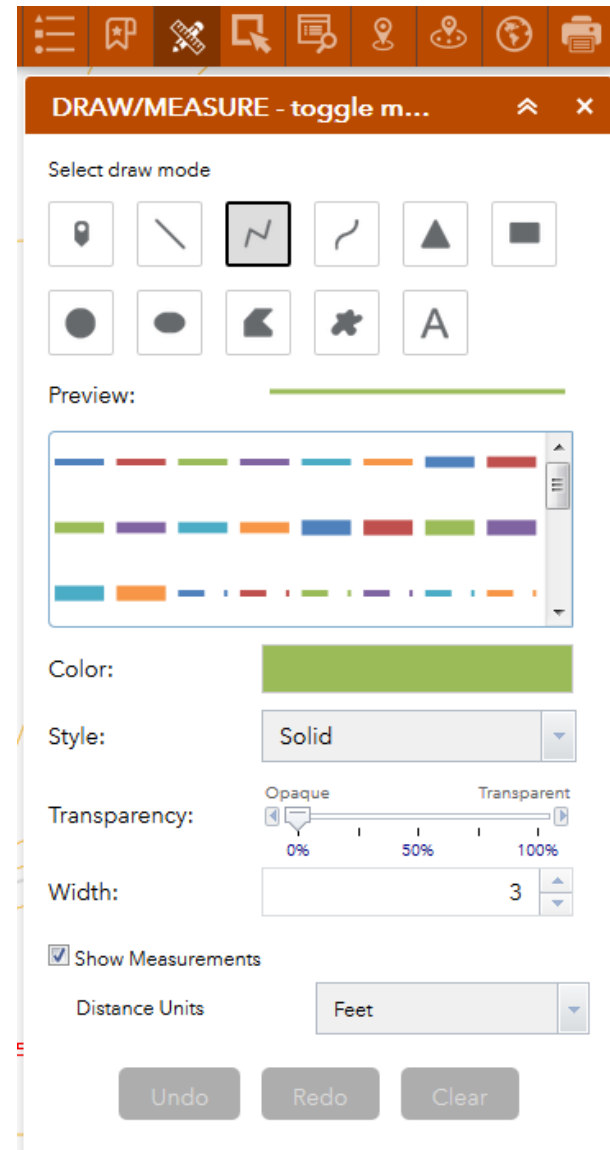 DRAW/MEASURE - toggle m...
Select draw mode
A
Preview:
Color:
Style: Solid
Opaque Transparent
Transparency:
0% 50% 100%
Width: 3
Show Measurements
Distance Units Feet
Undo Redo Clear